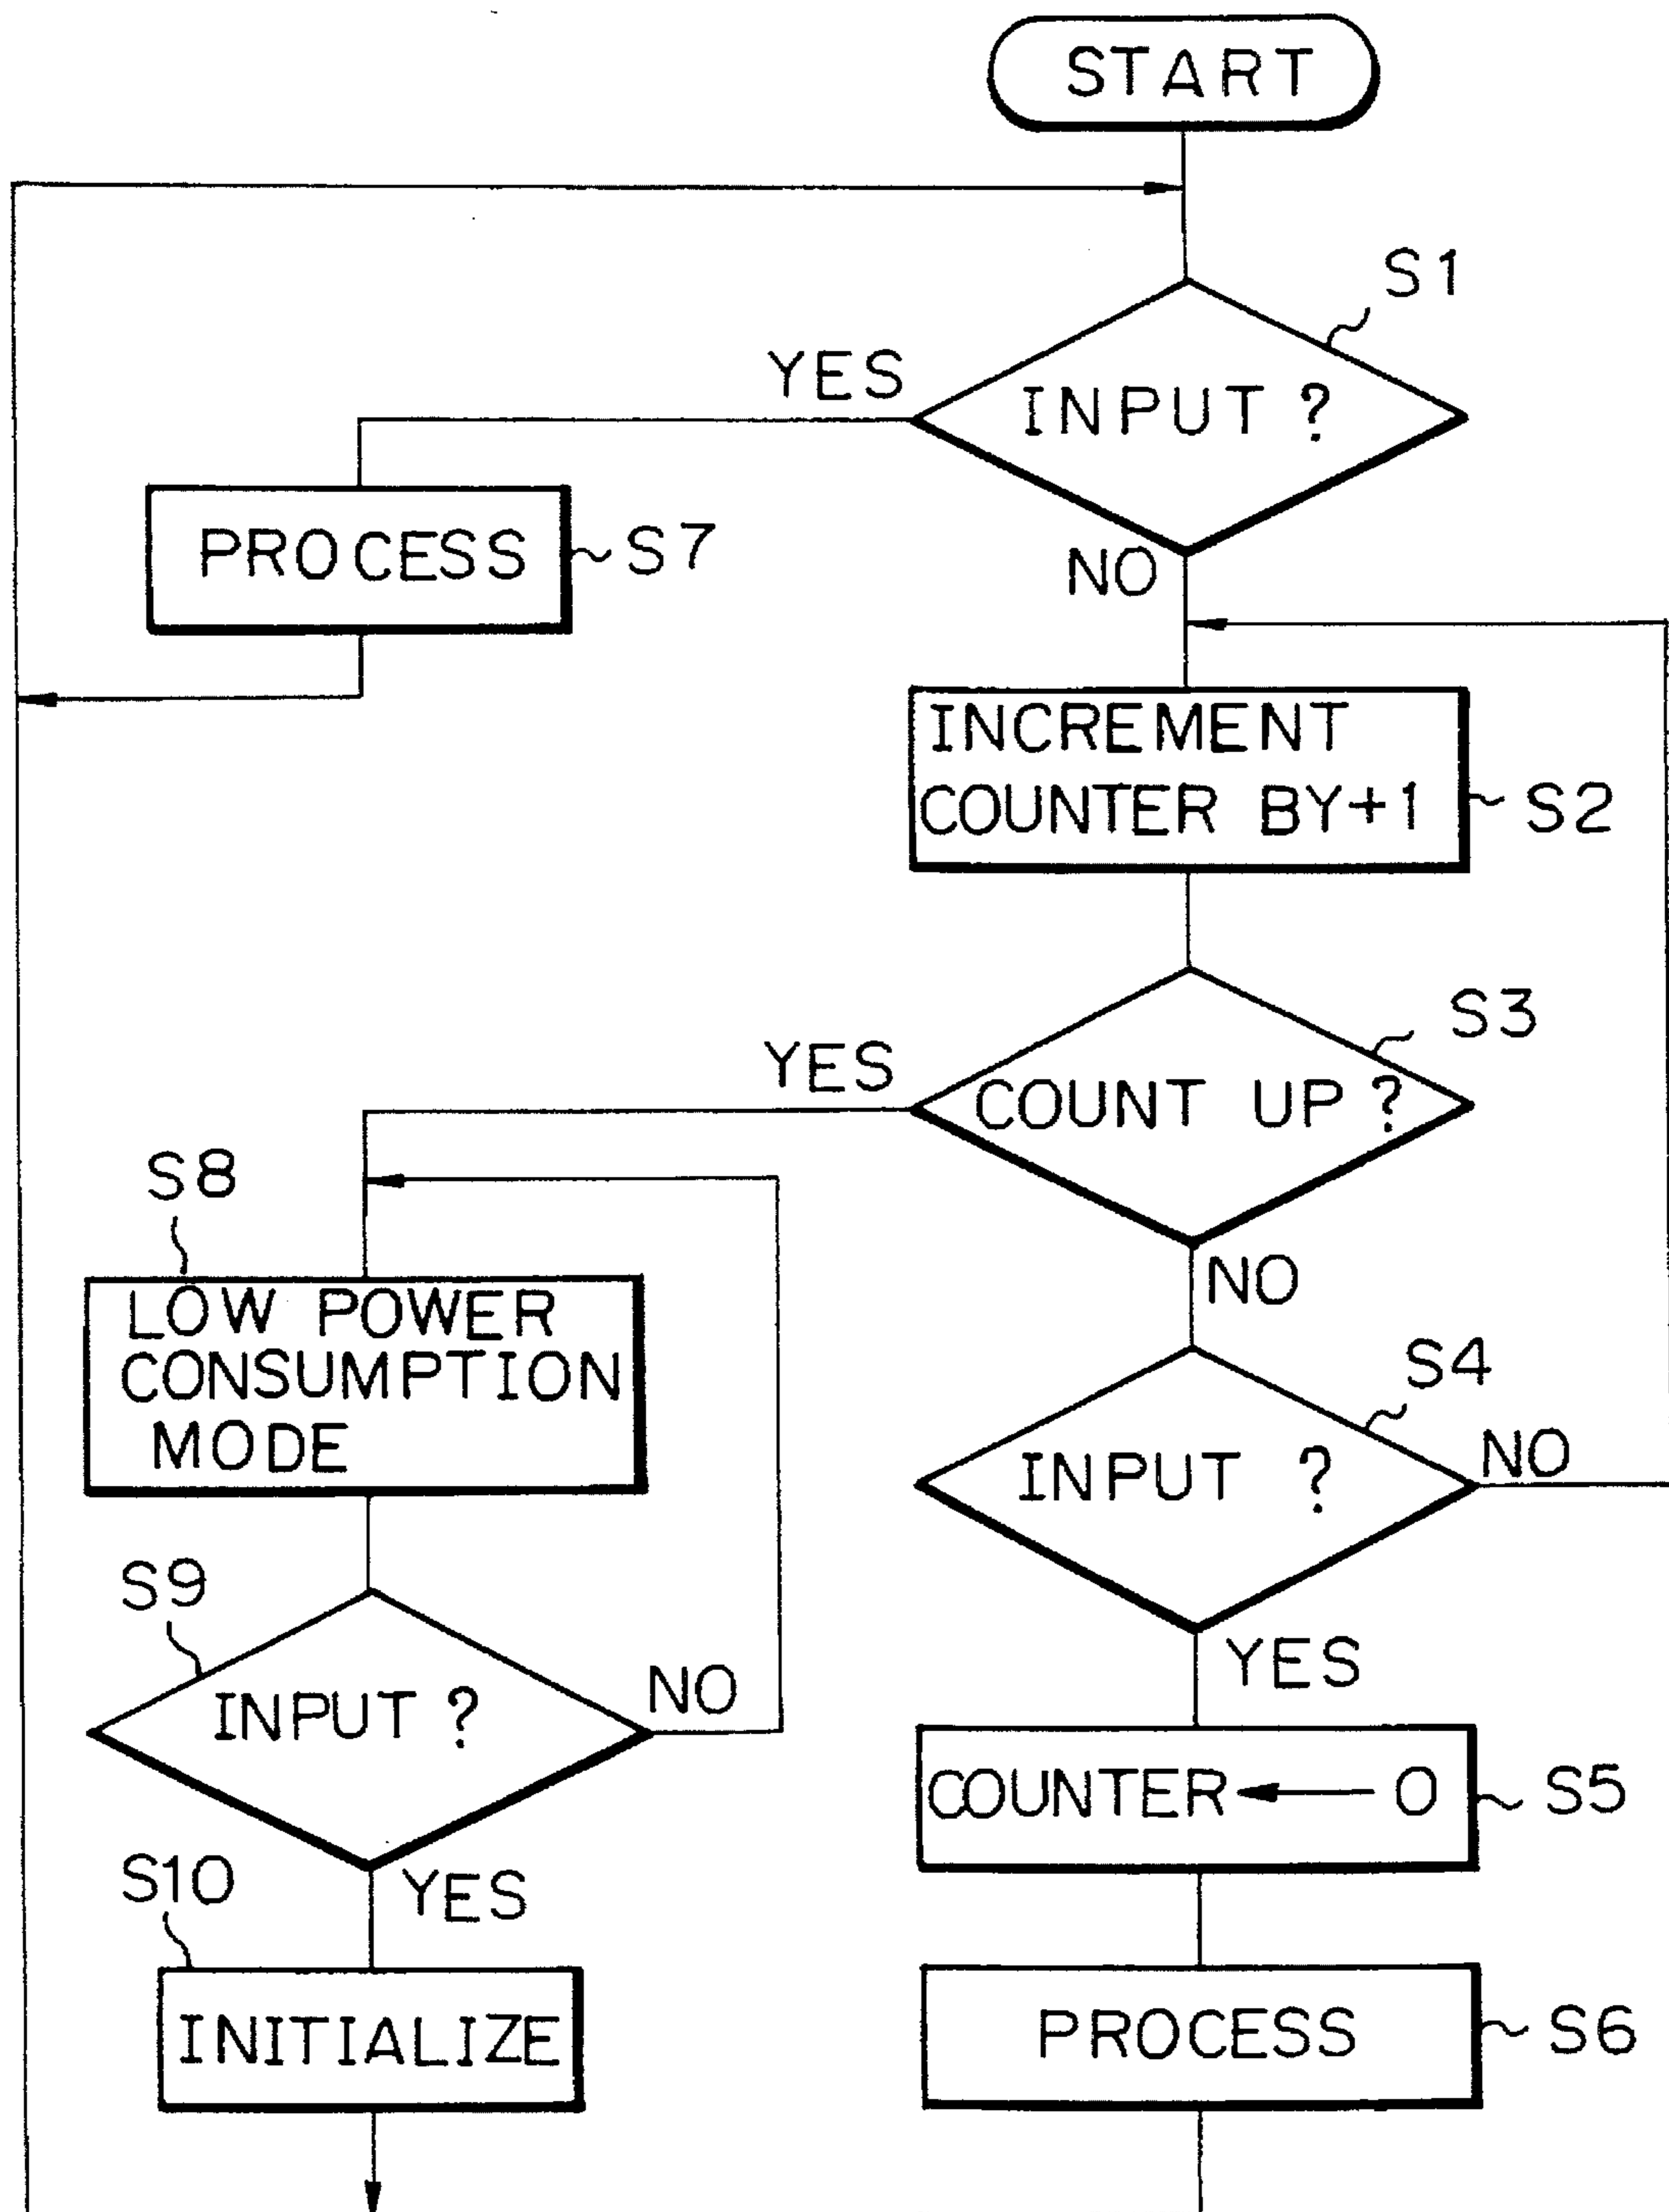 START
S1
YES
INPUT ?
PROCESS
S7
NO
INCREMENT
COUNTER BY+1
S2
S3
YES
COUNT UP ?
S8
NO
LOW POWER
CONSUMPTION
MODE
S4
INPUT ?
NO
S9
INPUT ?
NO
YES
COUNTER ← 0
S5
S10
YES
INITIALIZE
PROCESS
S6